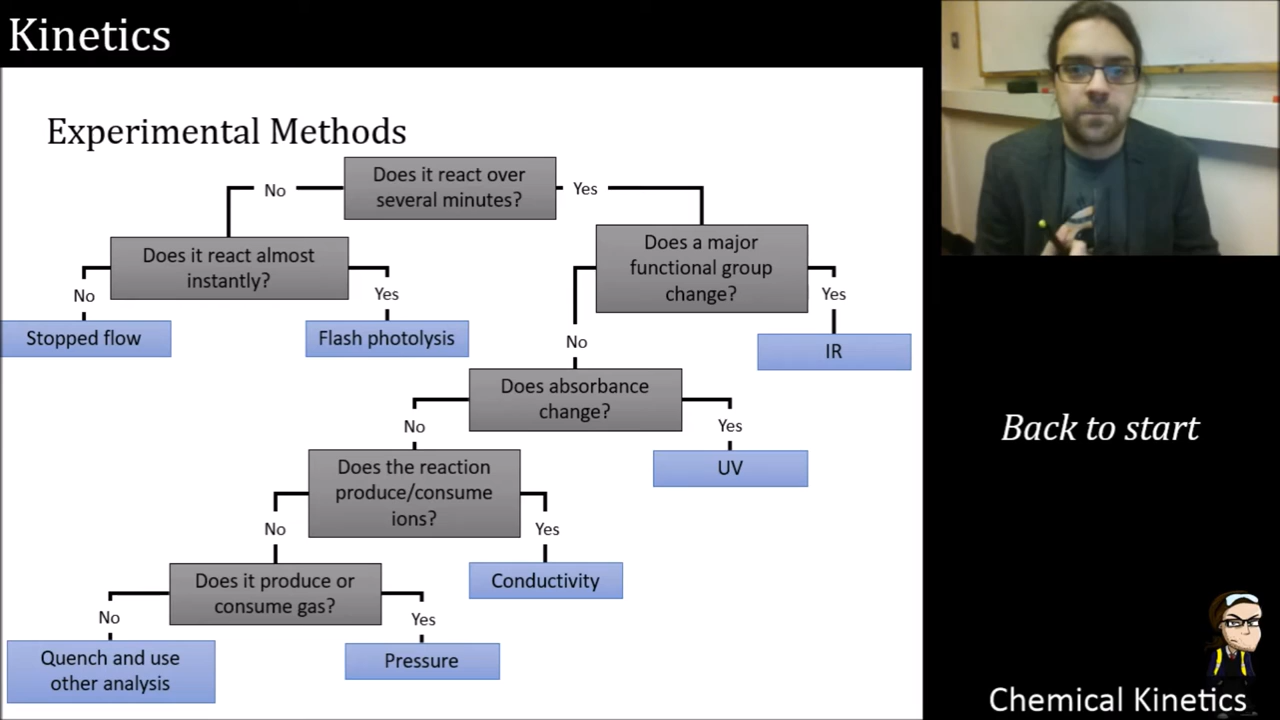 Kinetics
Experimental Methods
Does it react over
several minutes?
No
Yes
Does it react almost
instantly?
Does a major
functional group
change?
No
Yes
Yes
Stopped flow
Flash photolysis
No
IR
Does absorbance
change?
No
Yes
Does the reaction
produce/consume
ions?
UV
No
Yes
Does it produce or
consume gas?
Conductivity
No
Yes
Quench and use
other analysis
Pressure
Back to start
Chemical Kinetics